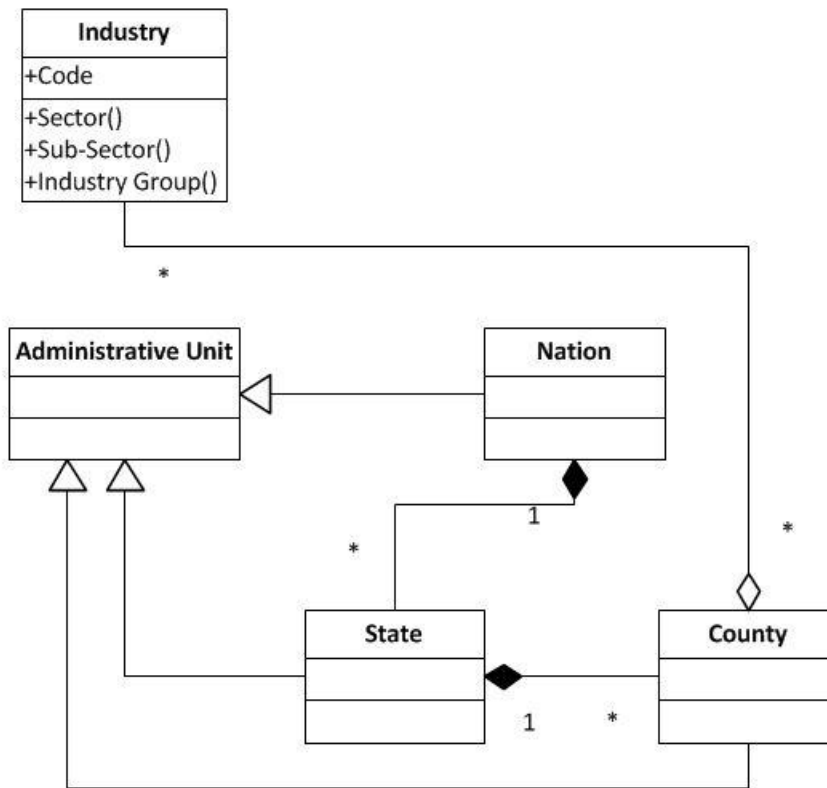 Industry
+Code
+Sector()
+Sub-Sector()
+Industry Group()
*
Administrative Unit
Nation
1
*
*
State
County
1
*